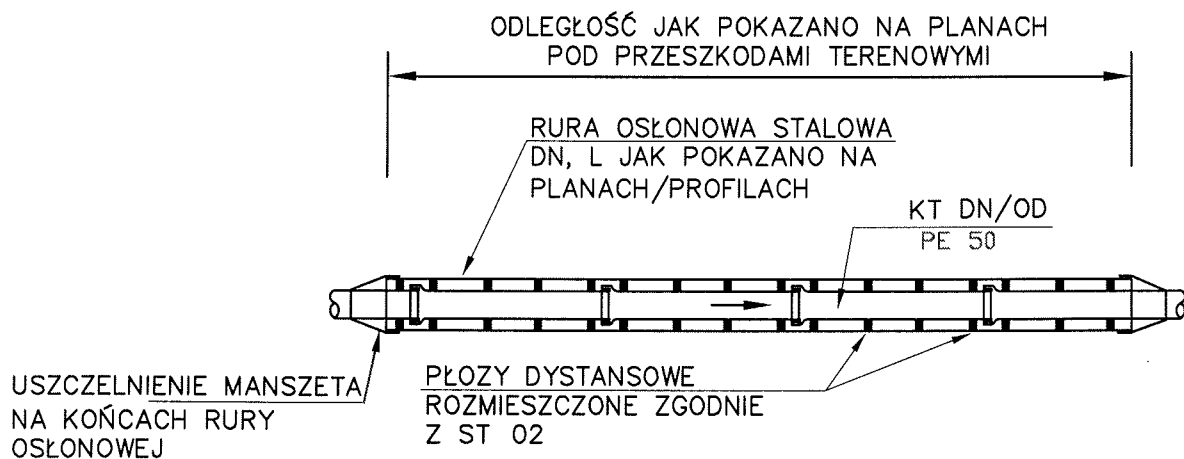 ODLEGŁOŚĆ JAK POKAZANO NA PLANACH
POD PRZESZKODAMI TERENOWYMI
RURA OSŁONOWA STALOWA
DN, L JAK POKAZANO NA
PLANACH/PROFILACH
KT DN/OD
PE 50
USZCZELNIENIE MANSZETA
NA KOŃCACH RURY
OSŁONOWEJ
PŁOZY DYSTANSOWE
ROZMIESZCZONE ZGODNIE
Z ST 02